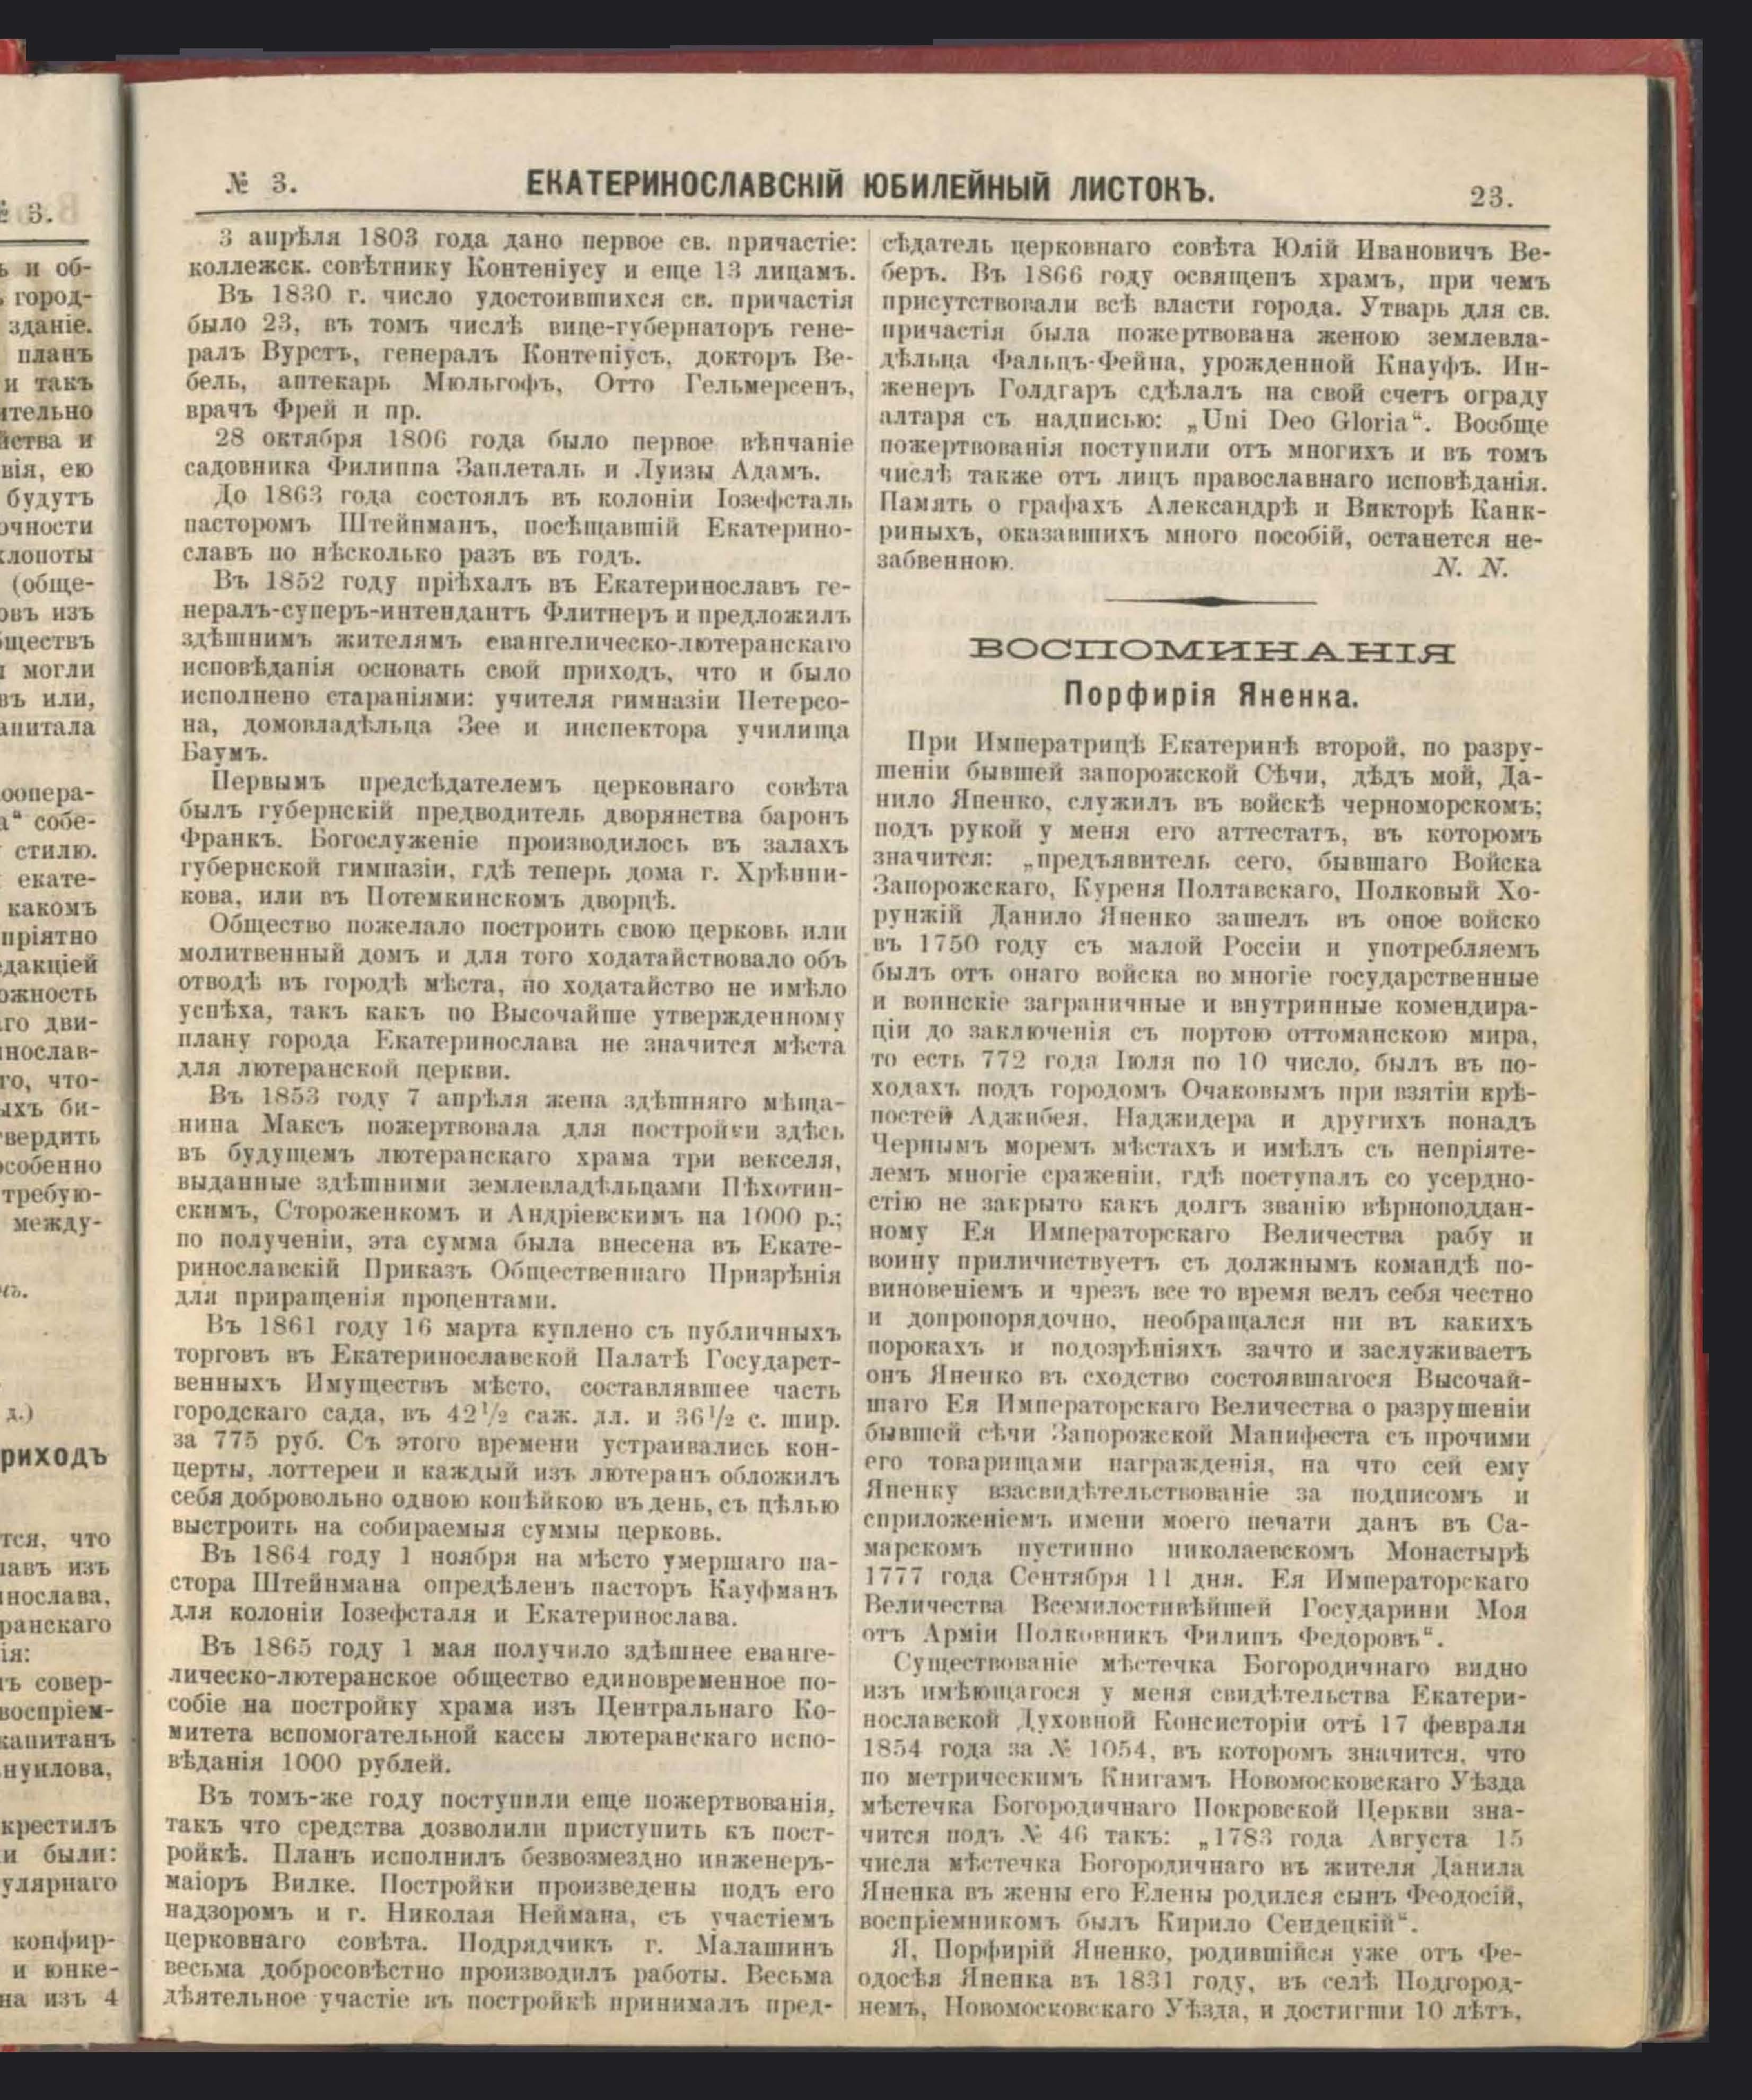 № 3.
ЕКАТЕРИНОСЛАВСКІЙ ЮБИЛЕЙНЫЙ ЛИСТОКЪ.
23.
3 апрѣля 1803 года дано первое св. причастіе:
коллежск. совѣтнику Контеніусу и еще 13 лицамъ.
Въ 1830 г. число удостоившихся св. причастія
было 23, въ томъ числѣ вице-губернаторъ гене-
ралъ Вурстъ, генералъ Контеніусъ, докторъ Ве-
бель, аптекарь Мюльгофъ, Отто Гельмерсенъ,
врачъ Фрей и пр.
28 октября 1806 года было первое вѣнчаніе
садовника Филиппа Заплеталь и Луизы Адамъ.
До 1863 года состоялъ въ колоніи Іозефсталь
пасторомъ Штейнманъ, посѣщавшій Екатерино-
славъ по нѣсколько разъ въ годъ.
Въ 1852 году пріѣхалъ въ Екатеринославъ ге-
нералъ-суперъ-интендантъ Флитнеръ и предложилъ
здѣшнимъ жителямъ евангелическо-лютеранскаго
исповѣданія основать свой приходъ, что и было
исполнено стараніями: учителя гимназіи Петерсо-
на, домовладѣльца Зее и инспектора училища
Баумъ.
Первымъ предсѣдателемъ церковнаго совѣта
былъ губернскій предводитель дворянства баронъ
Франкъ. Богослуженіе производилось въ залахъ
губернской гимназіи, гдѣ теперь дома г. Хрѣнни-
кова, или въ Потемкинскомъ дворцѣ.
Общество пожелало построить свою церковь или
молитвенный домъ и для того ходатайствовало объ
отводѣ въ городѣ мѣста, но ходатайство не имѣло
успѣха, такъ какъ по Высочайше утвержденному
плану города Екатеринослава не значится мѣста
для лютеранской церкви.
Въ 1853 году 7 апрѣля жена здѣшняго мѣща-
нина Максъ пожертвовала для постройки здѣсь
въ будущемъ лютеранскаго храма три векселя,
выданные здѣшними землевладѣльцами Пѣхотин-
скимъ, Стороженкомъ и Андріевскимъ на 1000 р.;
по полученіи, эта сумма была внесена въ Екате-
ринославскій Приказъ Общественнаго Призрѣнія
для приращенія процентами.
Въ 1861 году 16 марта куплено съ публичныхъ
торговъ въ Екатеринославской Палатѣ Государст-
венныхъ Имуществъ мѣсто, составлявшее часть
городскаго сада, въ 42½ саж. дл. и 36½ с. шир.
за 775 руб. Съ этого времени устраивались кон-
церты, лоттереи и каждый изъ лютеранъ обложилъ
себя добровольно одною копѣйкою въ день, съ цѣлью
выстроить на собираемыя суммы церковь.
Въ 1864 году 1 ноября на мѣсто умершаго па-
стора Штейнмана опредѣленъ пасторъ Кауфманъ
для колоніи Іозефсталя и Екатеринослава.
Въ 1865 году 1 мая получило здѣшнее еванге-
лическо-лютеранское общество единовременное по-
собіе на постройку храма изъ Центральнаго Ко-
митета вспомогательной кассы лютеранскаго испо-
вѣданія 1000 рублей.
Въ томъ-же году поступили еще пожертвованія,
такъ что средства дозволили приступить къ пост-
ройкѣ. Планъ исполнилъ безвозмездно инженеръ-
маіоръ Вилке. Постройки произведены подъ его
надзоромъ и г. Николая Неймана, съ участіемъ
церковнаго совѣта. Подрядчикъ г. Малашинъ
весьма добросовѣстно производилъ работы. Весьма
дѣятельное участіе въ постройкѣ принималъ пред-
сѣдатель церковнаго совѣта Юлій Ивановичъ Ве-
беръ. Въ 1866 году освященъ храмъ, при чемъ
присутствовали всѣ власти города. Утварь для св.
причастія была пожертвована женою землевла-
дѣльца Фальцъ-Фейна, урожденной Кнауфъ. Ин-
женеръ Голдгаръ сдѣлалъ на свой счетъ ограду
алтаря съ надписью: „Uni Deo Gloria“. Вообще
пожертвованія поступили отъ многихъ и въ томъ
числѣ также отъ лицъ православнаго исповѣданія.
Память о графахъ Александрѣ и Викторѣ Канк-
риныхъ, оказавшихъ много пособій, останется не-
забвенною.
N. N.
ВОСПОМИНАНІЯ
Порфирія Яненка.
При Императрицѣ Екатеринѣ второй, по разру-
шеніи бывшей запорожской Сѣчи, дѣдъ мой, Да-
нило Яненко, служилъ въ войскѣ черноморскомъ;
подъ рукой у меня его аттестатъ, въ которомъ
значится: „предъявитель сего, бывшаго Войска
Запорожскаго, Куреня Полтавскаго, Полковый Хо-
рунжій Данило Яненко зашелъ въ оное войско
въ 1750 году съ малой Россіи и употребляемъ
былъ отъ онаго войска во многіе государственные
и воинскіе заграничные и внутринные комендира-
ціи до заключенія съ портою оттоманскою мира,
то есть 772 года Іюля по 10 число, былъ въ по-
ходахъ подъ городомъ Очаковымъ при взятіи крѣ-
постей Аджибея, Наджидера и другихъ понадъ
Чернымъ моремъ мѣстахъ и имѣлъ съ непріяте-
лемъ многіе сраженіи, гдѣ поступалъ со усердно-
стію не закрыто какъ долгъ званію вѣрноподдан-
ному Ея Императорскаго Величества рабу и
воину приличиствуетъ съ должнымъ командѣ по-
виновеніемъ и чрезъ все то время велъ себя честно
и допропорядочно, необращался ни въ какихъ
порокахъ и подозрѣніяхъ зачто и заслуживаетъ
онъ Яненко въ сходство состоявшагося Высочай-
шаго Ея Императорскаго Величества о разрушеніи
бывшей сѣчи Запорожской Манифеста съ прочими
его товарищами награжденія, на что сей ему
Яненку взасвидѣтельствованіе за подписомъ и
сприложеніемъ имени моего печати данъ въ Са-
марскомъ пустинно николаевскомъ Монастырѣ
1777 года Сентября 11 дня. Ея Императорскаго
Величества Всемилостивѣйшей Государини Моя
отъ Арміи Полковникъ Филипъ Федоровъ“.
Существованіе мѣстечка Богородичнаго видно
изъ имѣющагося у меня свидѣтельства Екатери-
нославской Духовной Консисторіи отъ 17 февраля
1854 года за № 1054, въ которомъ значится, что
по метрическимъ Книгамъ Новомосковскаго Уѣзда
мѣстечка Богородичнаго Покровской Церкви зна-
чится подъ № 46 такъ: „1783 года Августа 15
числа мѣстечка Богородичнаго въ жителя Данила
Яненка въ жены его Елены родился сынъ Феодосій,
воспріемникомъ былъ Кирило Сендецкій“.
Я, Порфирій Яненко, родившійся уже отъ Фе-
одосѣя Яненка въ 1831 году, въ селѣ Подгород-
немъ, Новомосковскаго Уѣзда, и достигши 10 лѣтъ,